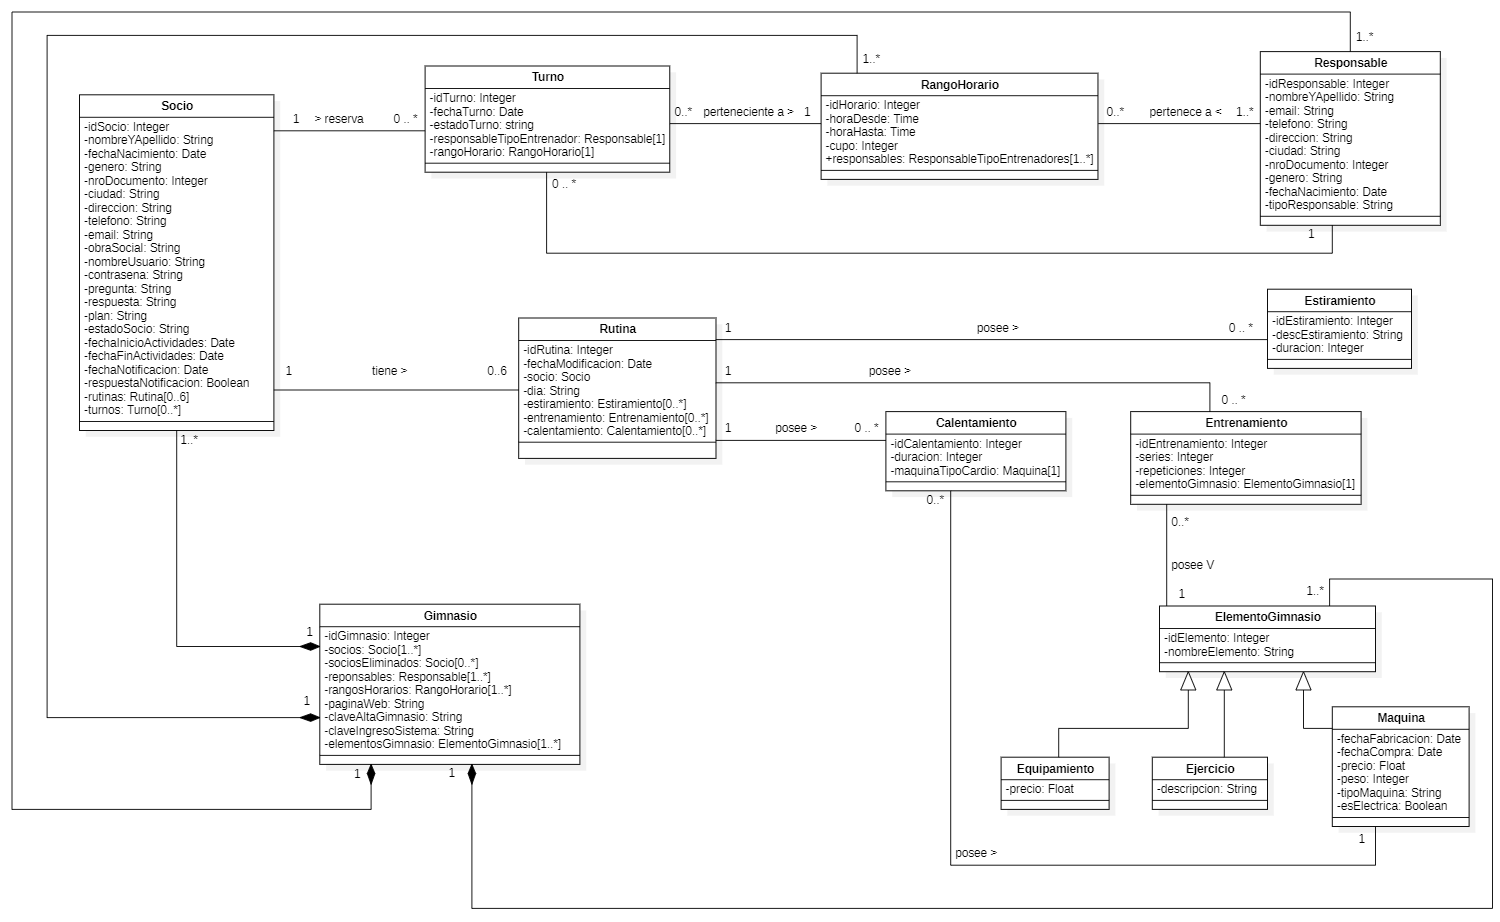 1..*
1..*
Responsable
-idResponsable: Integer
-nombreYApellido: String
-email: String
-telefono: String
-direccion: String
-ciudad: String
-nroDocumento: Integer
-genero: String
-fechaNacimiento: Date
-tipoResponsable: String
Turno
-idTurno: Integer
-fechaTurno: Date
-estadoTurno: string
-responsableTipoEntrenador: Responsable[1]
-rangoHorario: RangoHorario[1]
RangoHorario
-idHorario: Integer
-horaDesde: Time
-horaHasta: Time
-cupo: Integer
+responsables: ResponsableTipoEntrenadores[1..*]
Socio
-idSocio: Integer
-nombreYApellido: String
-fechaNacimiento: Date
-genero: String
-nroDocumento: Integer
-ciudad: String
-direccion: String
-telefono: String
-email: String
-obraSocial: String
-nombreUsuario: String
-contrasena: String
-pregunta: String
-respuesta: String
-plan: String
-estadoSocio: String
-fechaInicioActividades: Date
-fechaFinActividades: Date
-fechaNotificacion: Date
-respuestaNotificacion: Boolean
-rutinas: Rutina[0..6]
-turnos: Turno[0..*]
1 > reserva 0 .. *
0..* perteneciente a > 1
0..* pertenece a < 1..*
0 .. *
1
Estiramiento
-idEstiramiento: Integer
-descEstiramiento: String
-duracion: Integer
Rutina
-idRutina: Integer
-fechaModificacion: Date
-socio: Socio
-dia: String
-estiramiento: Estiramiento[0..*]
-entrenamiento: Entrenamiento[0..*]
-calentamiento: Calentamiento[0..*]
1 posee > 0 .. *
1 tiene > 0..6
1 posee > 0 .. *
1 posee > 0 .. *
Calentamiento
-idCalentamiento: Integer
-duracion: Integer
-maquinaTipoCardio: Maquina[1]
Entrenamiento
-idEntrenamiento: Integer
-series: Integer
-repeticiones: Integer
-elementoGimnasio: ElementoGimnasio[1]
1..*
0..*
0..*
posee V
1
1..*
ElementoGimnasio
-idElemento: Integer
-nombreElemento: String
Gimnasio
-idGimnasio: Integer
-socios: Socio[1..*]
-sociosEliminados: Socio[0..*]
-reponsables: Responsable[1..*]
-rangosHorarios: RangoHorario[1..*]
-paginaWeb: String
-claveAltaGimnasio: String
-claveIngresoSistema: String
-elementosGimnasio: ElementoGimnasio[1..*]
1
1
1
1
Equipamiento
-precio: Float
Ejercicio
-descripcion: String
Maquina
-fechaFabricacion: Date
-fechaCompra: Date
-precio: Float
-peso: Integer
-tipoMaquina: String
-esElectrica: Boolean
posee >
1